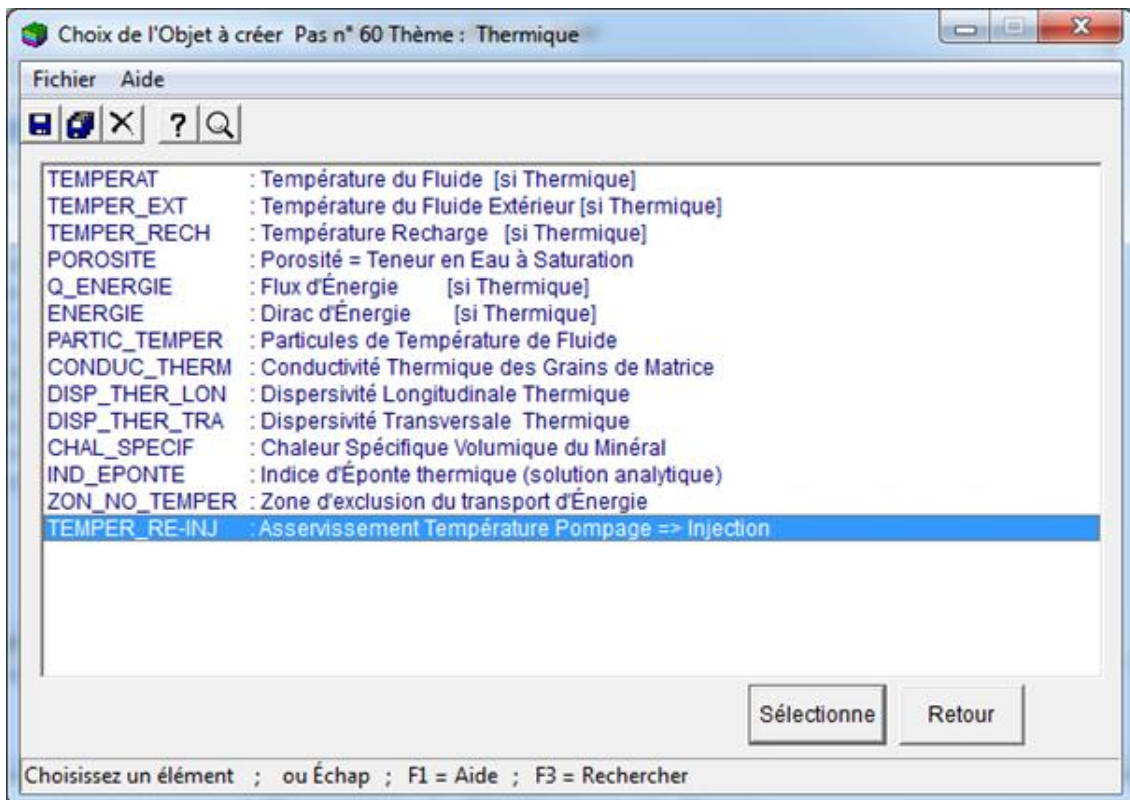 Choix de l'Objet à créer Pas n° 60 Thème : Thermique
Fichier Aide
TEMPERAT : Température du Fluide [si Thermique]
TEMPER_EXT : Température du Fluide Extérieur [si Thermique]
TEMPER_RECH : Température Recharge [si Thermique]
POROSITE : Porosité = Teneur en Eau à Saturation
Q_ENERGIE : Flux d'Énergie [si Thermique]
ENERGIE : Dirac d'Énergie [si Thermique]
PARTIC_TEMPER : Particules de Température de Fluide
CONDUC_THERM : Conductivité Thermique des Grains de Matrice
DISP_THER_LON : Dispersivité Longitudinale Thermique
DISP_THER_TRA : Dispersivité Transversale Thermique
CHAL_SPECIF : Chaleur Spécifique Volumique du Minéral
IND_EPONTE : Indice d'Éponte thermique (solution analytique)
ZON_NO_TEMPER : Zone d'exclusion du transport d'Énergie
TEMPER_RE-INJ : Asservissement Température Pompage => Injection
Sélectionne Retour
Choisissez un élément ; ou Échap ; F1 = Aide ; F3 = Rechercher